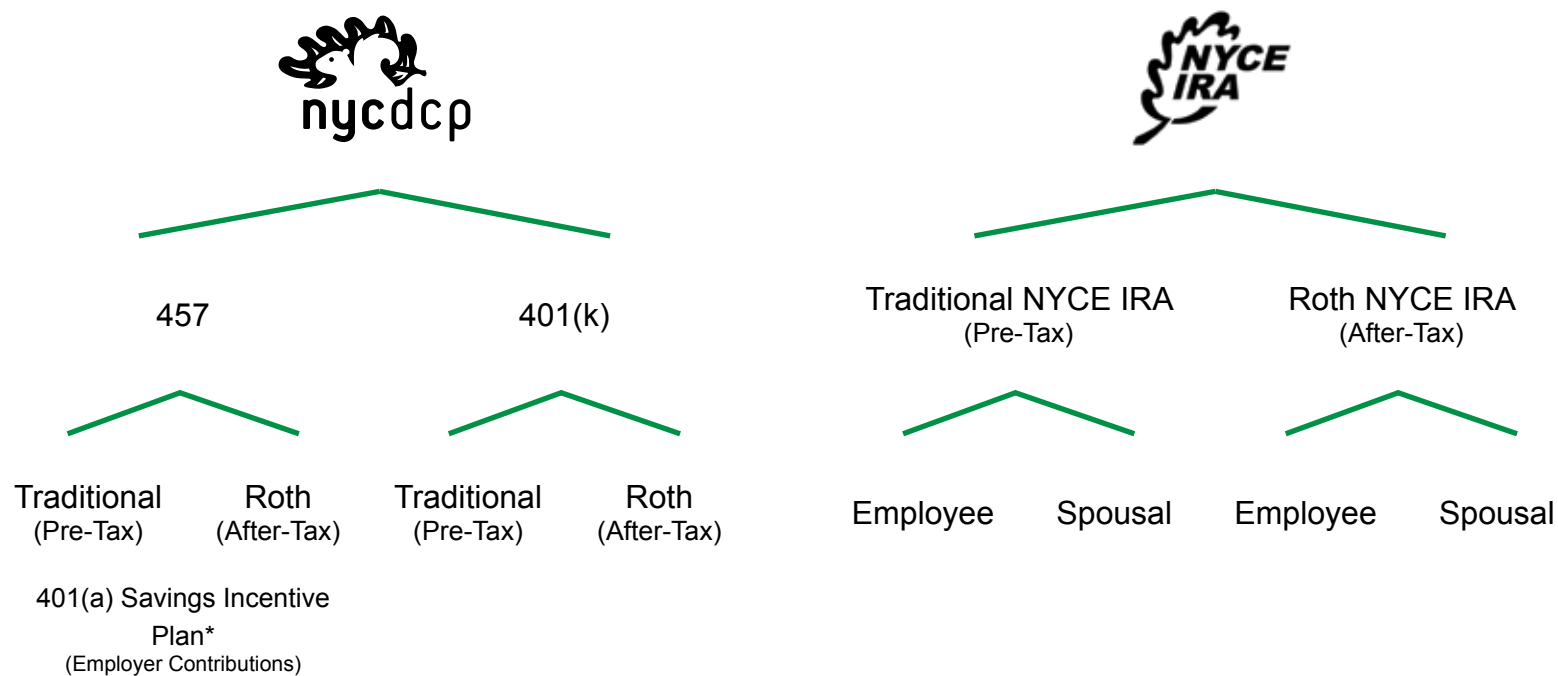 nycdcp
NYCE
IRA
457
401(k)
Traditional NYCE IRA
(Pre-Tax)
Roth NYCE IRA
(After-Tax)
Traditional
(Pre-Tax)
Roth
(After-Tax)
Traditional
(Pre-Tax)
Roth
(After-Tax)
Employee
Spousal
Employee
Spousal
401(a) Savings Incentive
Plan*
(Employer Contributions)